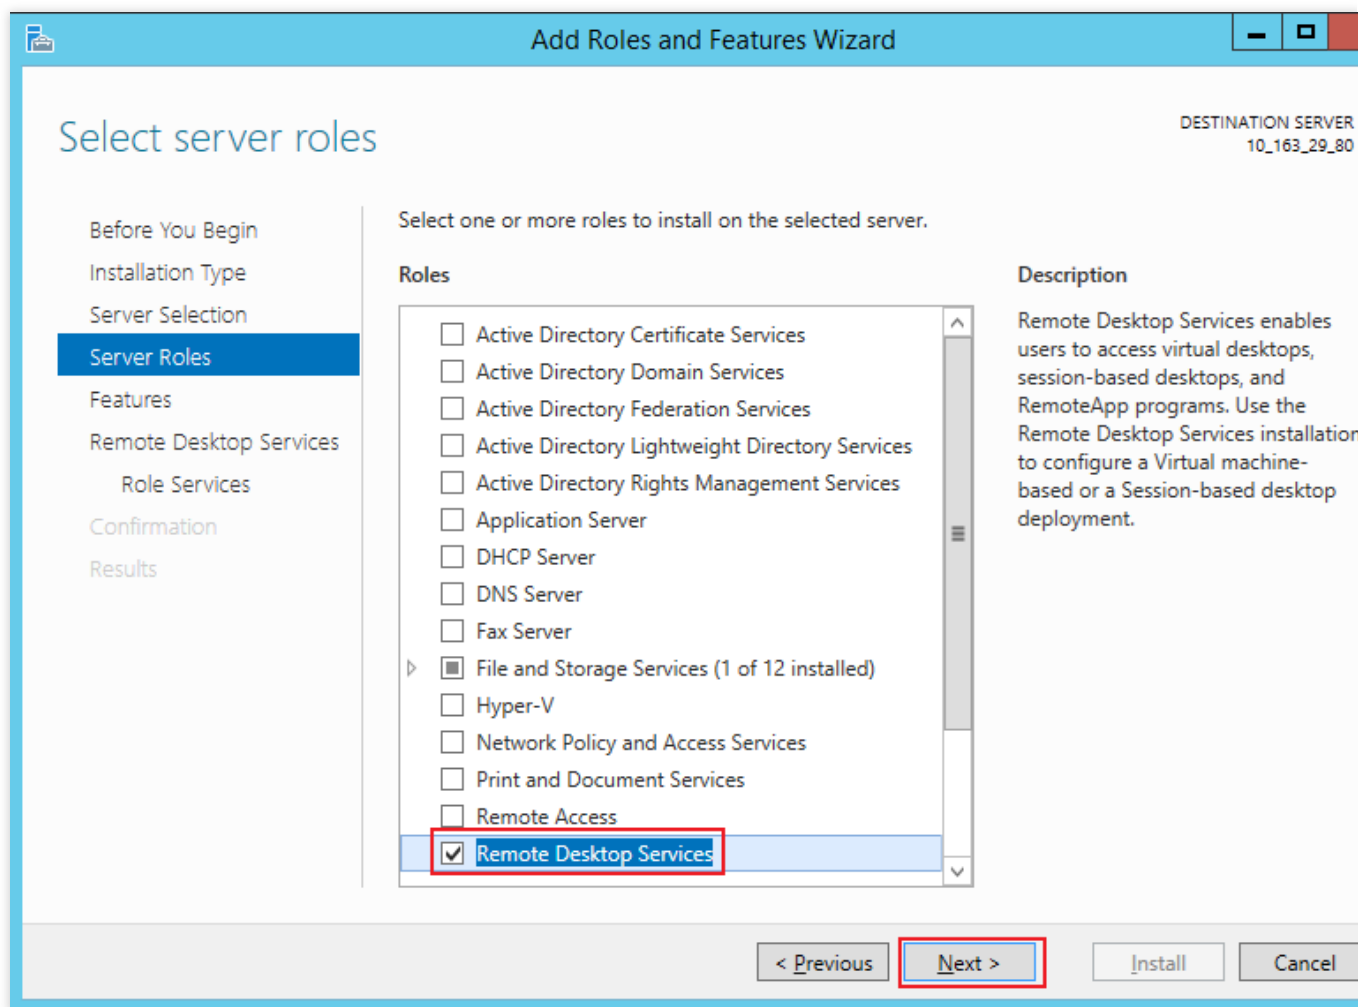 Add Roles and Features Wizard
Select server roles
DESTINATION SERVER
10_163_29_80
Before You Begin
Installation Type
Server Selection
Server Roles
Features
Remote Desktop Services
Role Services
Confirmation
Results
Select one or more roles to install on the selected server.
Roles
Active Directory Certificate Services
Active Directory Domain Services
Active Directory Federation Services
Active Directory Lightweight Directory Services
Active Directory Rights Management Services
Application Server
DHCP Server
DNS Server
Fax Server
File and Storage Services (1 of 12 installed)
Hyper-V
Network Policy and Access Services
Print and Document Services
Remote Access
Remote Desktop Services
Description
Remote Desktop Services enables
users to access virtual desktops,
session-based desktops, and
RemoteApp programs. Use the
Remote Desktop Services installation
to configure a Virtual machine-
based or a Session-based desktop
deployment.
< Previous
Next >
Install
Cancel